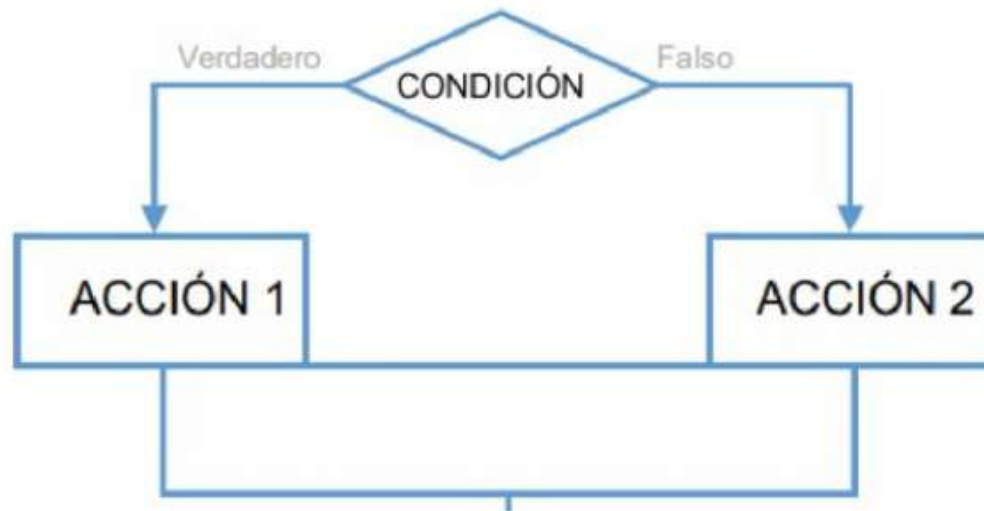 Verdadero
Falso
CONDICIÓN
ACCIÓN 1
ACCIÓN 2